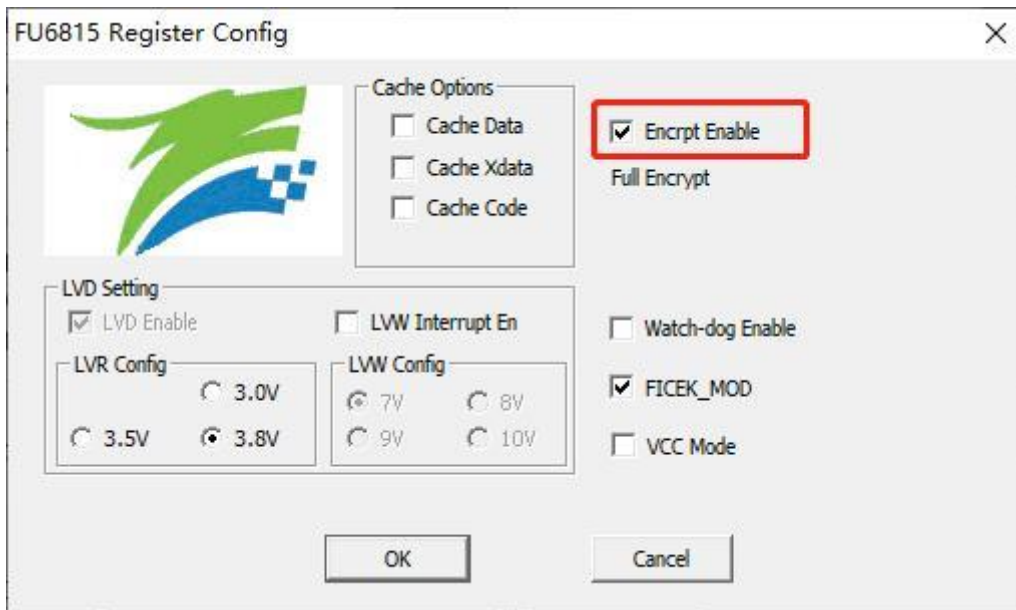 FU6815 Register Config
Cache Options
Cache Data
Cache Xdata
Cache Code
Encrpt Enable
Full Encrypt
LVD Setting
LVD Enable
LVW Interrupt En
LVR Config
3.0V
3.5V
3.8V
LVW Config
7V
8V
9V
10V
Watch-dog Enable
FICEK_MOD
VCC Mode
OK
Cancel